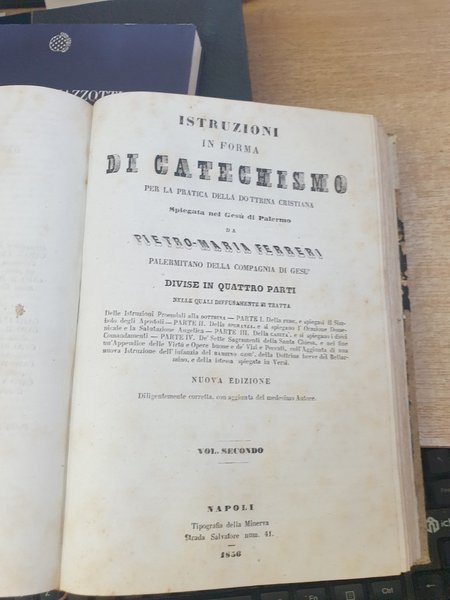 AZZOTTI
ISTRUZIONI
IN FORMA
DI CATECHISMO
PER LA PRATICA DELLA DOTTRINA CRISTIANA
Spiegata nel Gesù di Palermo
DA
PIETRO-MARIA FERRERI
PALERMITANO DELLA COMPAGNIA DI GESU'
DIVISE IN QUATTRO PARTI
NELLE QUALI DIFFUSAMENTE SI TRATTA
Delle Istruzioni Proemiali alla DOTTRINA — PARTE I. Della FEDE, e spiegasi il Sim-
bolo degli Apostoli — PARTE II. Della SPERANZA, e si spiegano l'Orazione Dome-
nicale e la Salutazione Angelica — PARTE III. Della CARITÀ, e si spiegano i dieci
Comandamenti — PARTE IV. De' Sette Sagramenti della Santa Chiesa, e nel fine
un'Appendice delle Virtù e Opere buone e de' Vizi e Peccati, coll'Aggiunta di una
nuova Istruzione dell'infanzia del BAMBINO GESÙ, della Dottrina breve del Bellar-
mino, e della istessa spiegata in Versi.
NUOVA EDIZIONE
Diligentemente corretta, con aggiunta del medesimo Autore.
VOL. SECONDO
NAPOLI
Tipografia della Minerva
Strada Salvatore num. 41.
1856